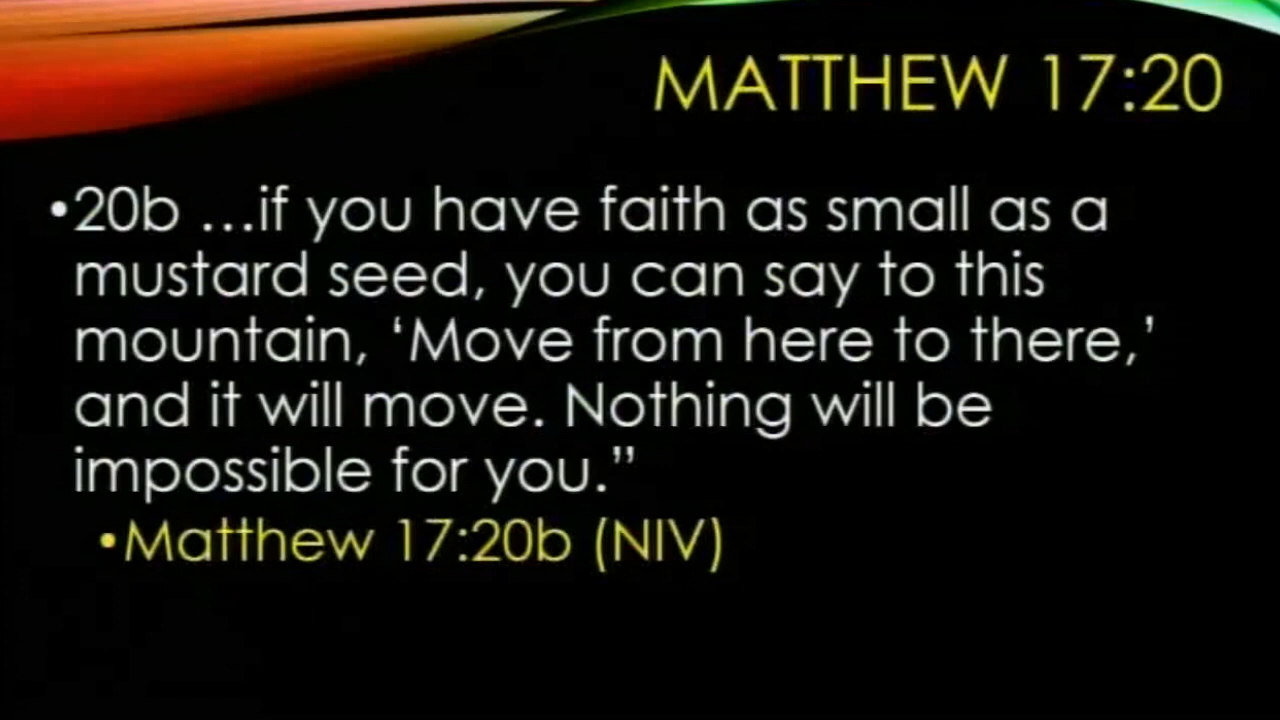 MATTHEW 17:20
•20b ...if you have faith as small as a
mustard seed, you can say to this
mountain, ‘Move from here to there,’
and it will move. Nothing will be
impossible for you.”
•Matthew 17:20b (NIV)